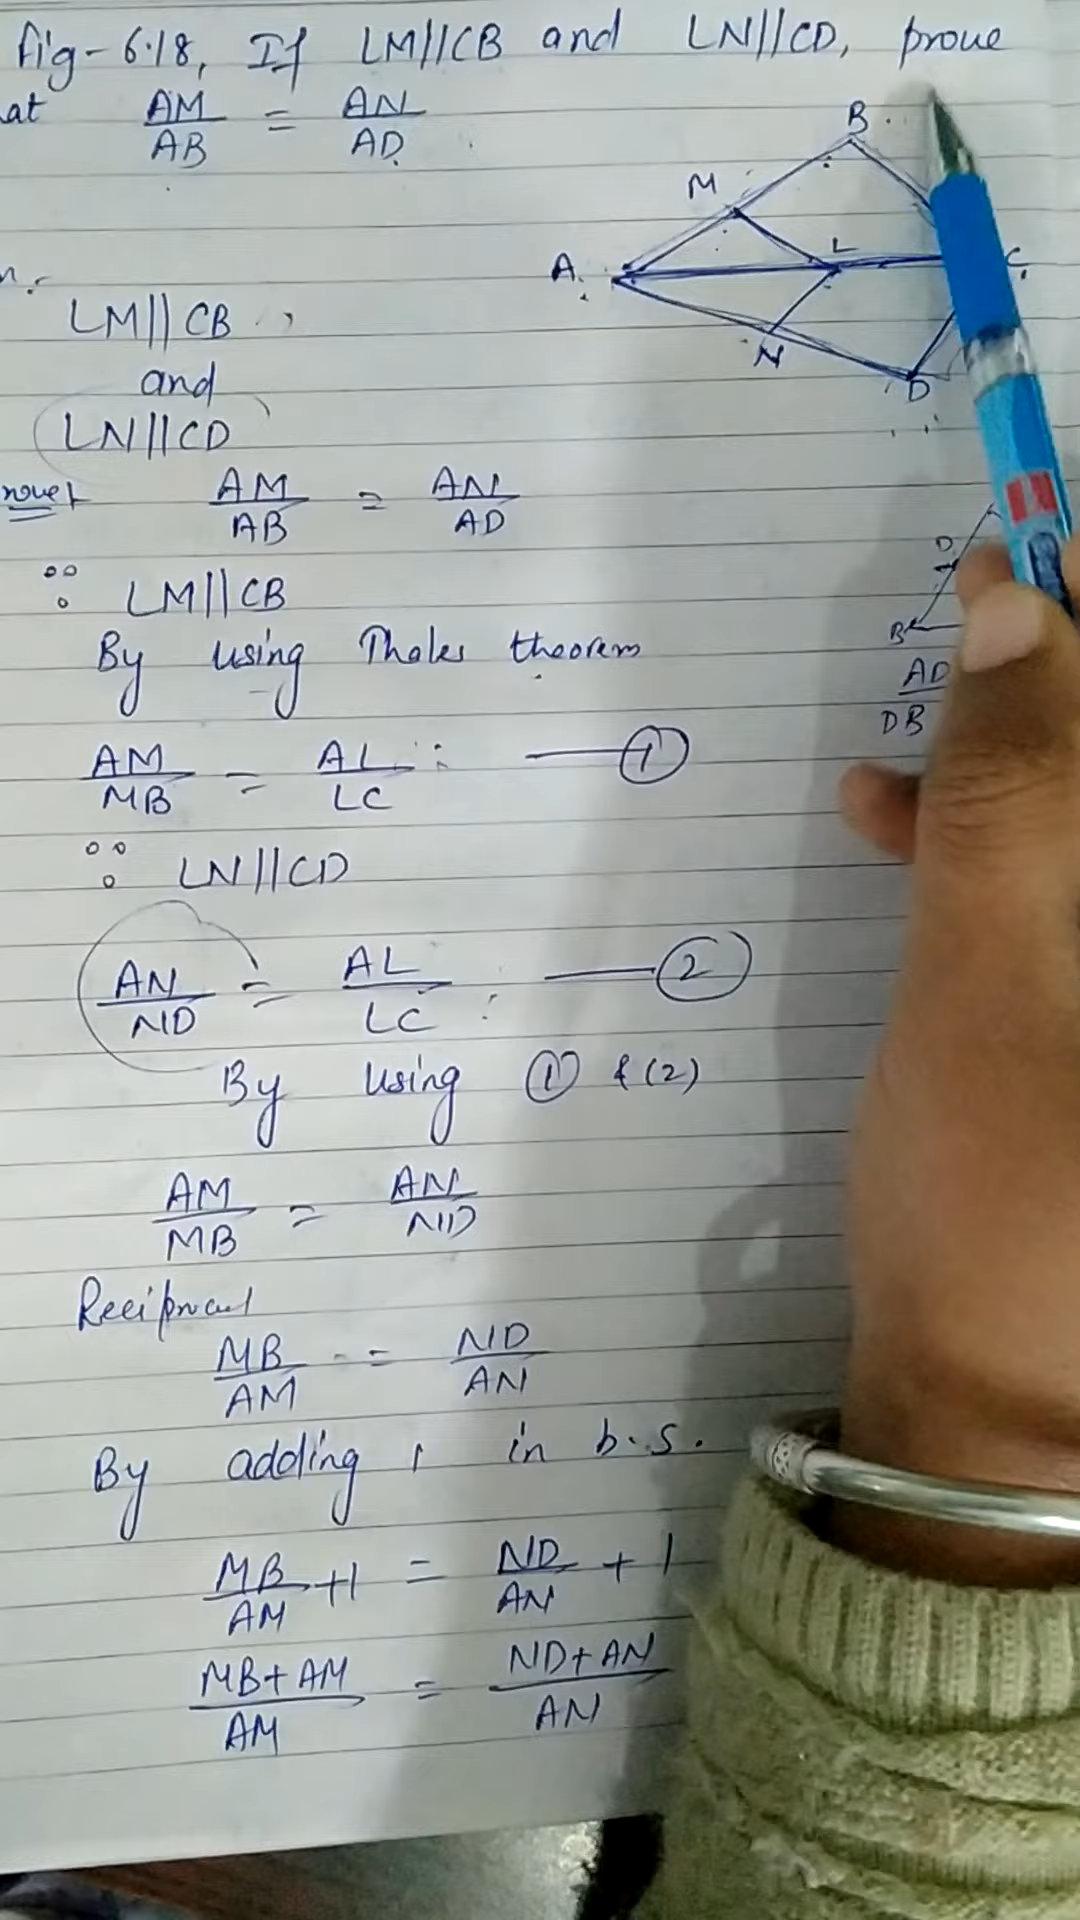 fig-6.18, If LM||CB and LN||CD, prove
at AM/AB = AN/AD
B
M
L
A
C
N
D
n.
LM||CB,
and
LN||CD
AM/AB = AN/AD
∵ LM||CB
D
B
By using Thales theorem
AD/DB
AM/MB = AL/LC ①
∵ LN||CD
AN/ND = AL/LC ②
By using ① & (2)
AM/MB = AN/ND
Reciprocal
MB/AM = ND/AN
By adding 1 in b.s.
MB/AM + 1 = ND/AN + 1
MB + AM/AM = ND + AN/AN